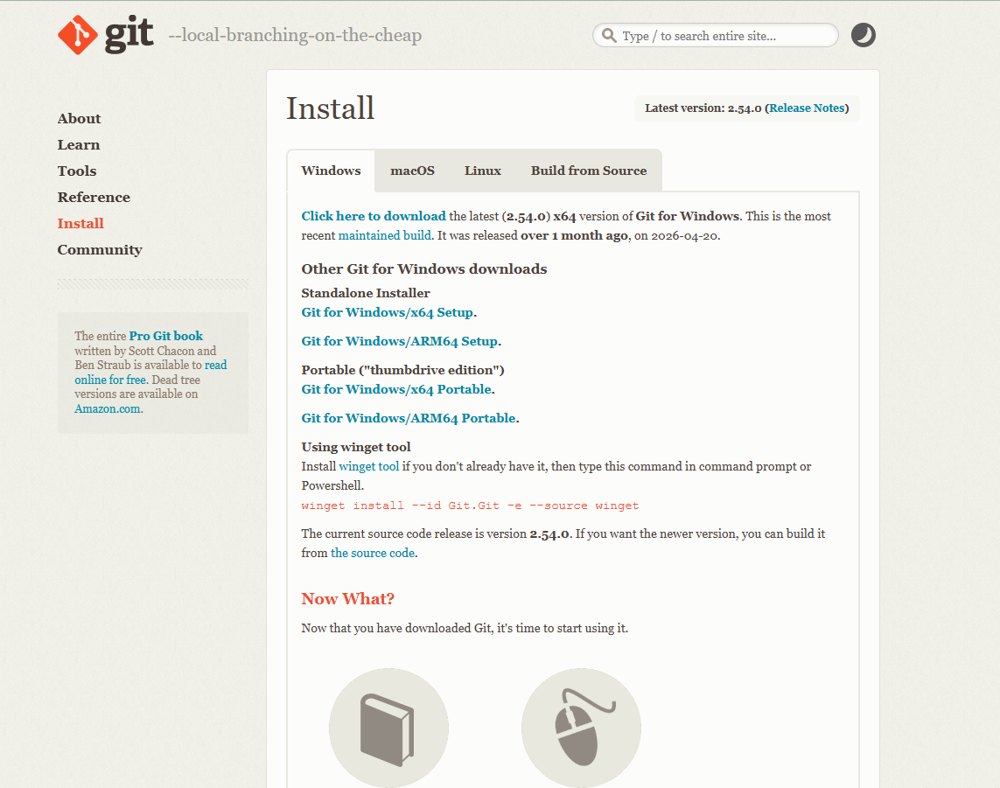 git --local-branching-on-the-cheap
Type / to search entire site...
About
Learn
Tools
Reference
Install
Community
The entire Pro Git book
written by Scott Chacon and
Ben Straub is available to read
online for free. Dead tree
versions are available on
Amazon.com.
Install
Latest version: 2.54.0 (Release Notes)
Windows macOS Linux Build from Source
Click here to download the latest (2.54.0) x64 version of Git for Windows. This is the most
recent maintained build. It was released over 1 month ago, on 2026-04-20.
Other Git for Windows downloads
Standalone Installer
Git for Windows/x64 Setup.
Git for Windows/ARM64 Setup.
Portable ("thumbdrive edition")
Git for Windows/x64 Portable.
Git for Windows/ARM64 Portable.
Using winget tool
Install winget tool if you don't already have it, then type this command in command prompt or
Powershell.
winget install --id Git.Git -e --source winget
The current source code release is version 2.54.0. If you want the newer version, you can build it
from the source code.
Now What?
Now that you have downloaded Git, it's time to start using it.